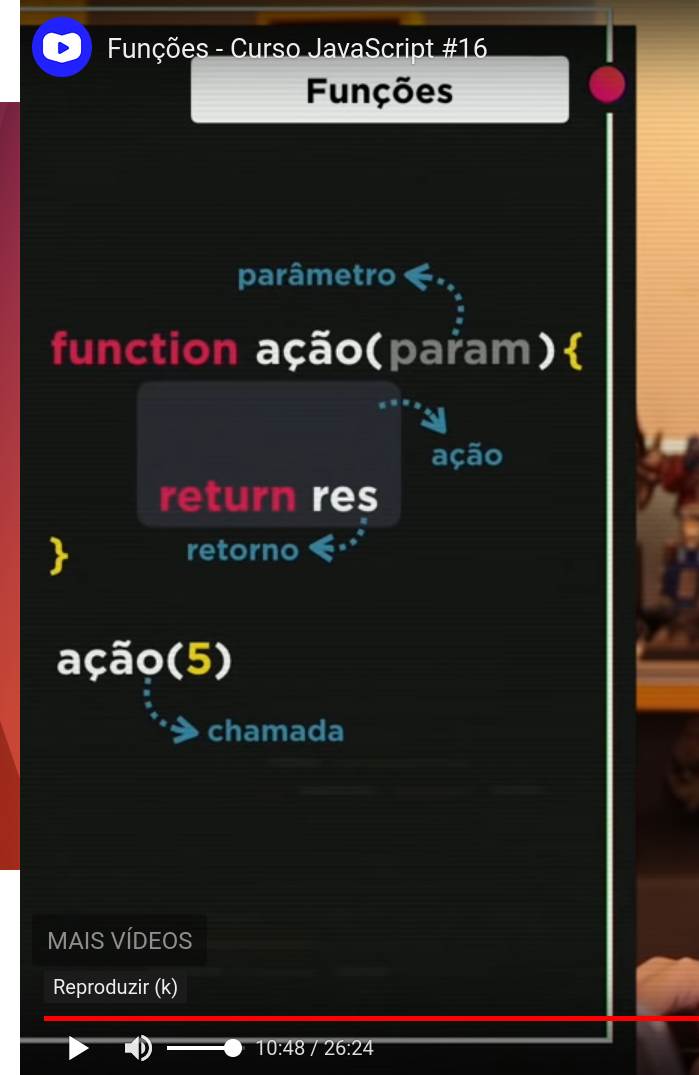 Funções - Curso JavaScript #16
Funções
parâmetro
function ação(param){
ação
return res
retorno
}
ação(5)
chamada
MAIS VÍDEOS
Reproduzir (k)
10:48 / 26:24